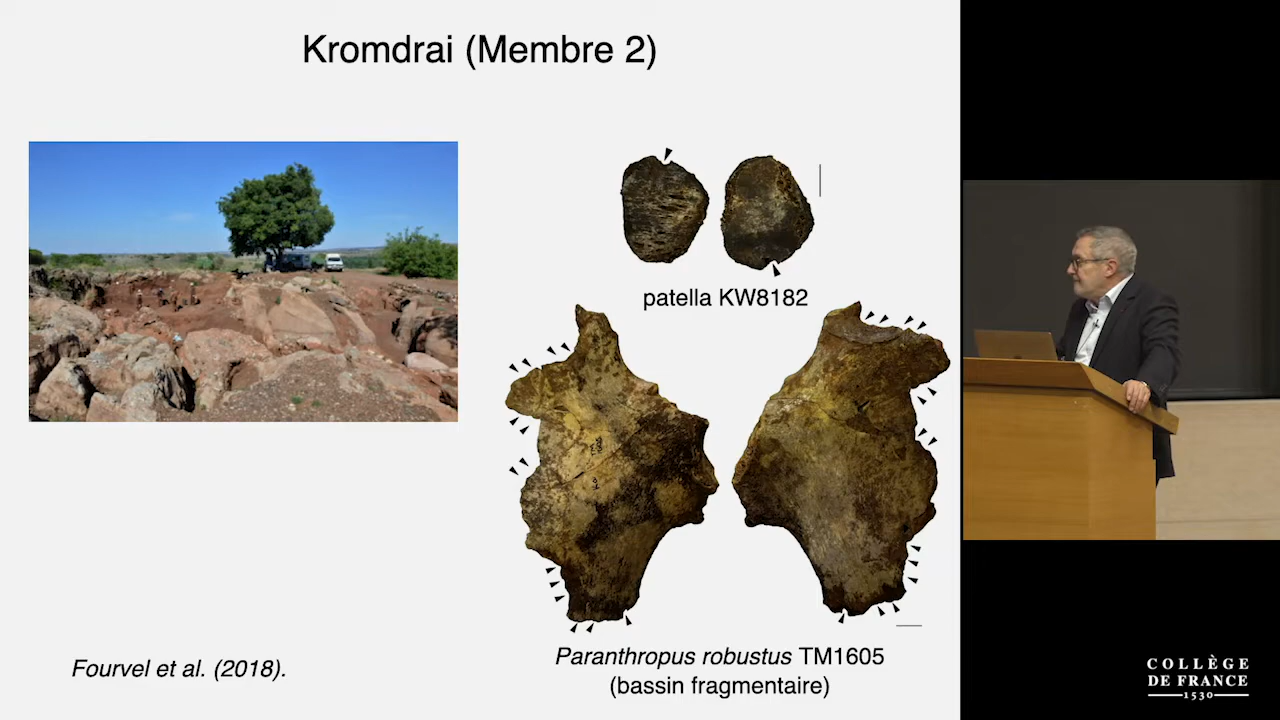 Kromdrai (Membre 2)
patella KW8182
Paranthropus robustus TM1605
(bassin fragmentaire)
Fourvel et al. (2018).
COLLÈGE
DE FRANCE
1530